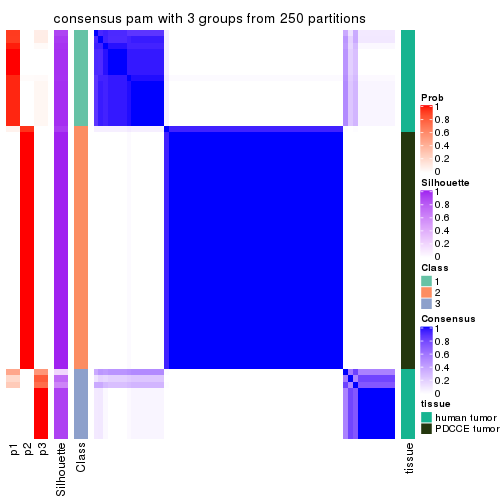 consensus pam with 3 groups from 250 partitions
Prob
1
0.8
0.6
0.4
0.2
0
Silhouette
1
0.8
0.6
0.4
0.2
0
Class
1
2
3
Consensus
1
0.8
0.6
0.4
0.2
0
tissue
human tumor
PDCCE tumor
p1
p2
p3
Silhouette
Class
tissue